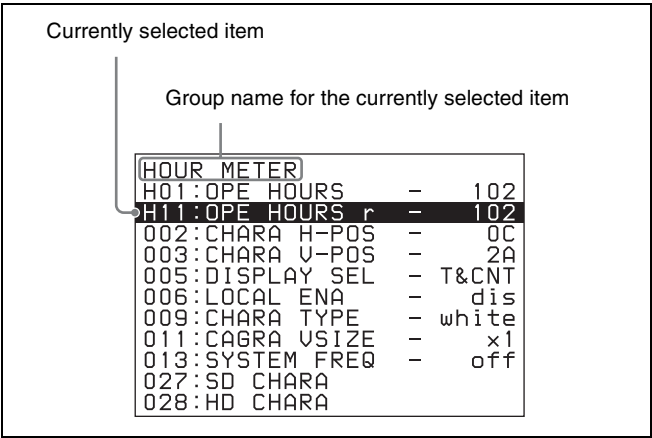 Currently selected item
Group name for the currently selected item
HOUR METER
H01:OPE HOURS – 102
H11:OPE HOURS r – 102
002:CHARA H-POS – 0C
003:CHARA V-POS – 2A
005:DISPLAY SEL – T&CNT
006:LOCAL ENA – dis
009:CHARA TYPE – white
011:CAGRA VSIZE – ×1
013:SYSTEM FREQ – off
027:SD CHARA
028:HD CHARA